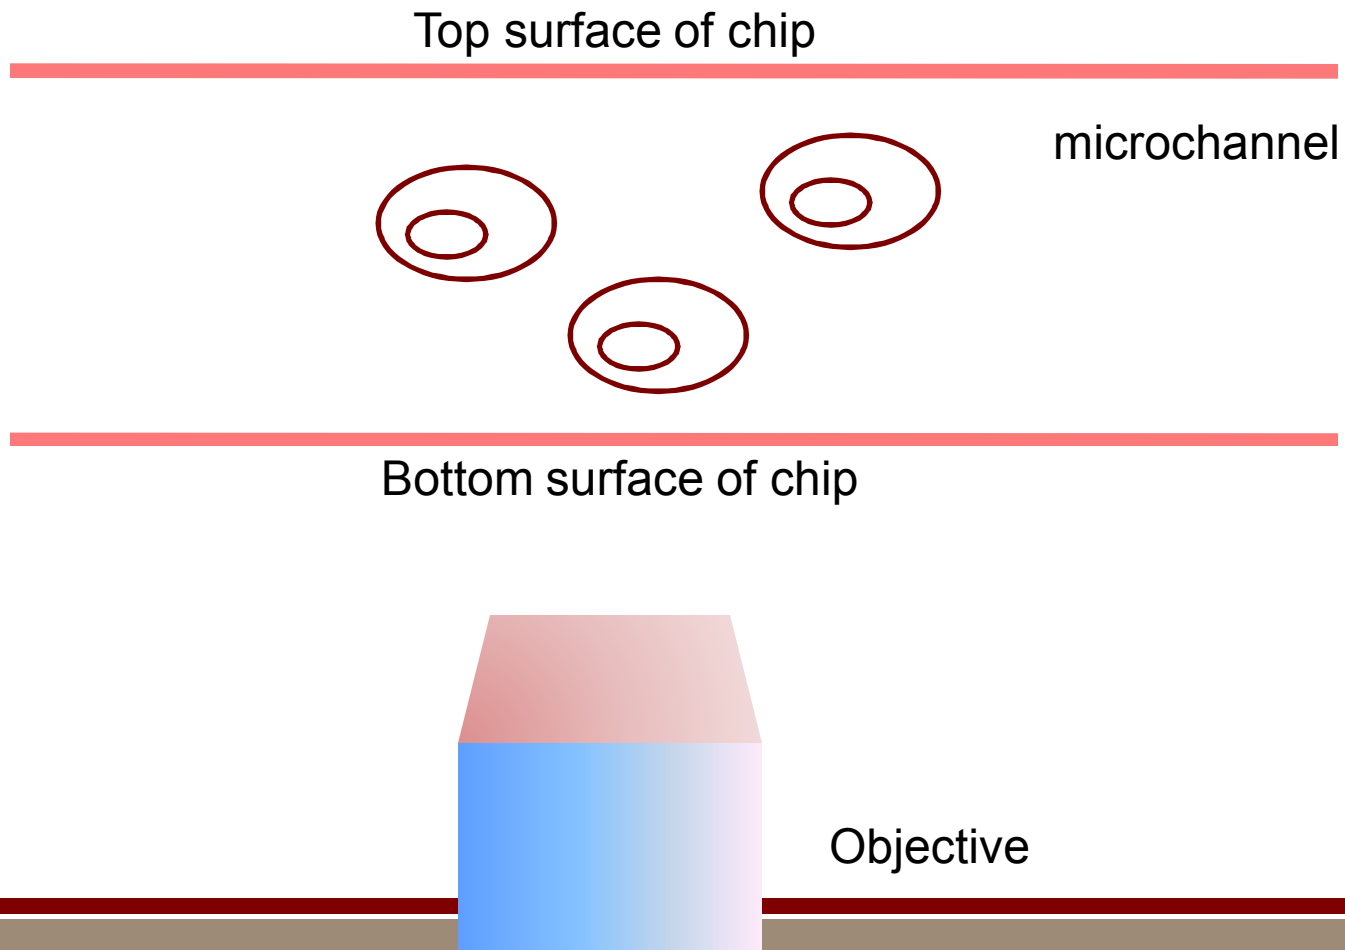 Top surface of chip
microchannel
Bottom surface of chip
Objective